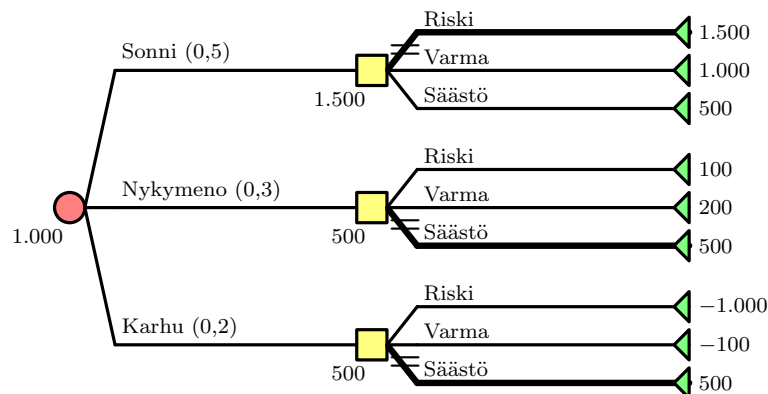 Riski
1.500
Sonni (0,5)
Varma
1.000
1.500
Säästö
500
Riski
100
Nykymeno (0,3)
Varma
200
1.000
500
Säästö
500
Riski
−1.000
Karhu (0,2)
Varma
−100
500
Säästö
500